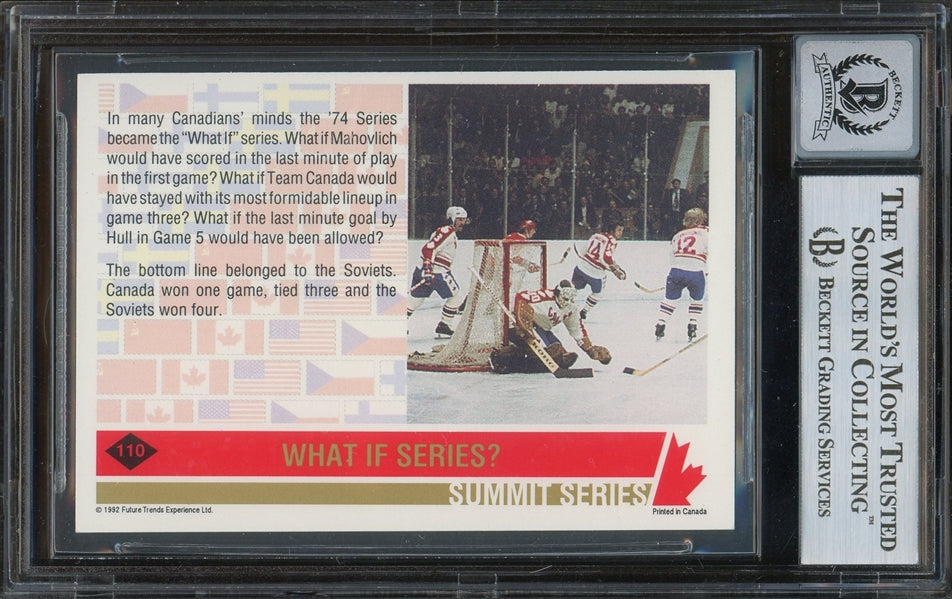 In many Canadians' minds the '74 Series
became the "What If" series. What if Mahovlich
would have scored in the last minute of play
in the first game? What if Team Canada would
have stayed with its most formidable lineup in
game three? What if the last minute goal by
Hull in Game 5 would have been allowed?
The bottom line belonged to the Soviets.
Canada won one game, tied three and the
Soviets won four.
14
12
KOHO
110
WHAT IF SERIES?
SUMMIT SERIES
© 1992 Future Trends Experience Ltd.
Printed in Canada
BECKETT
B
AUTHENTIC
THE WORLD'S MOST TRUSTED
SOURCE IN COLLECTING™
B BECKETT GRADING SERVICES